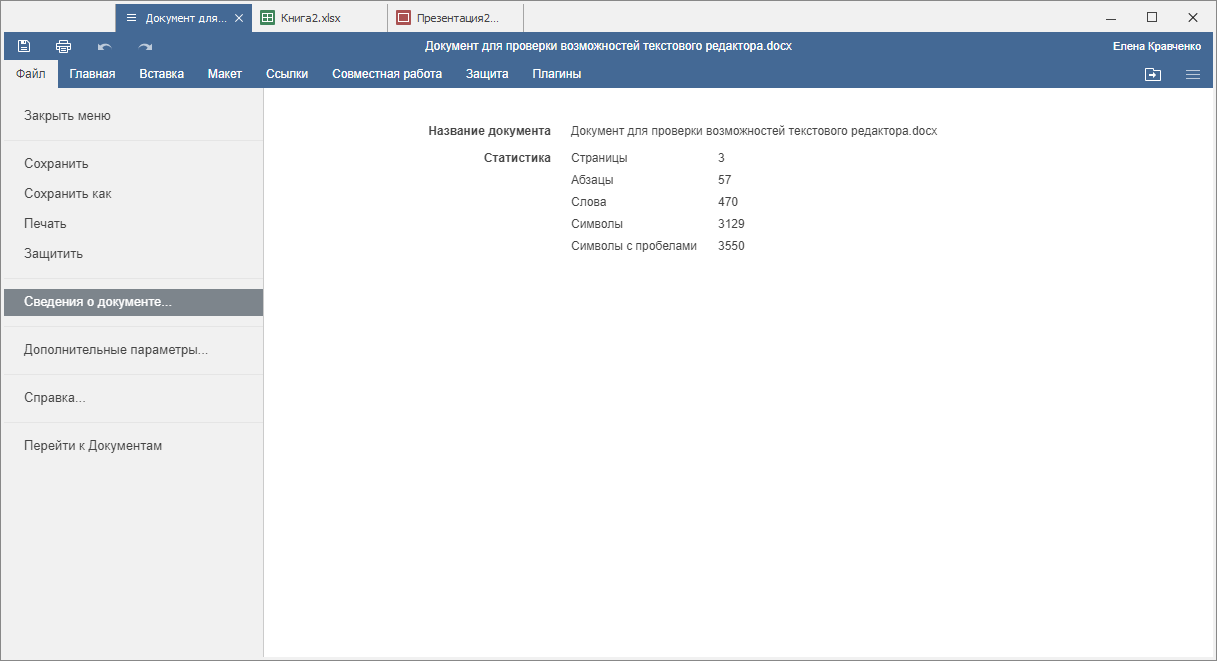 Документ для... Книга2.xlsx Презентация2...
Документ для проверки возможностей текстового редактора.docx Елена Кравченко
Файл Главная Вставка Макет Ссылки Совместная работа Защита Плагины
Закрыть меню
Сохранить
Сохранить как
Печать
Защитить
Сведения о документе...
Дополнительные параметры...
Справка...
Перейти к Документам
Название документа Документ для проверки возможностей текстового редактора.docx
Статистика Страницы 3
Абзацы 57
Слова 470
Символы 3129
Символы с пробелами 3550